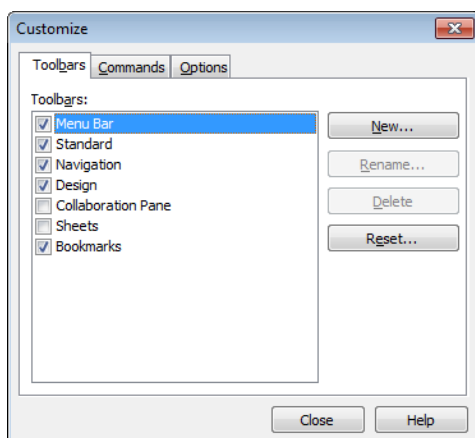 Customize
Toolbars Commands Options
Toolbars:
Menu Bar
Standard
Navigation
Design
Collaboration Pane
Sheets
Bookmarks
New...
Rename...
Delete
Reset...
Close Help